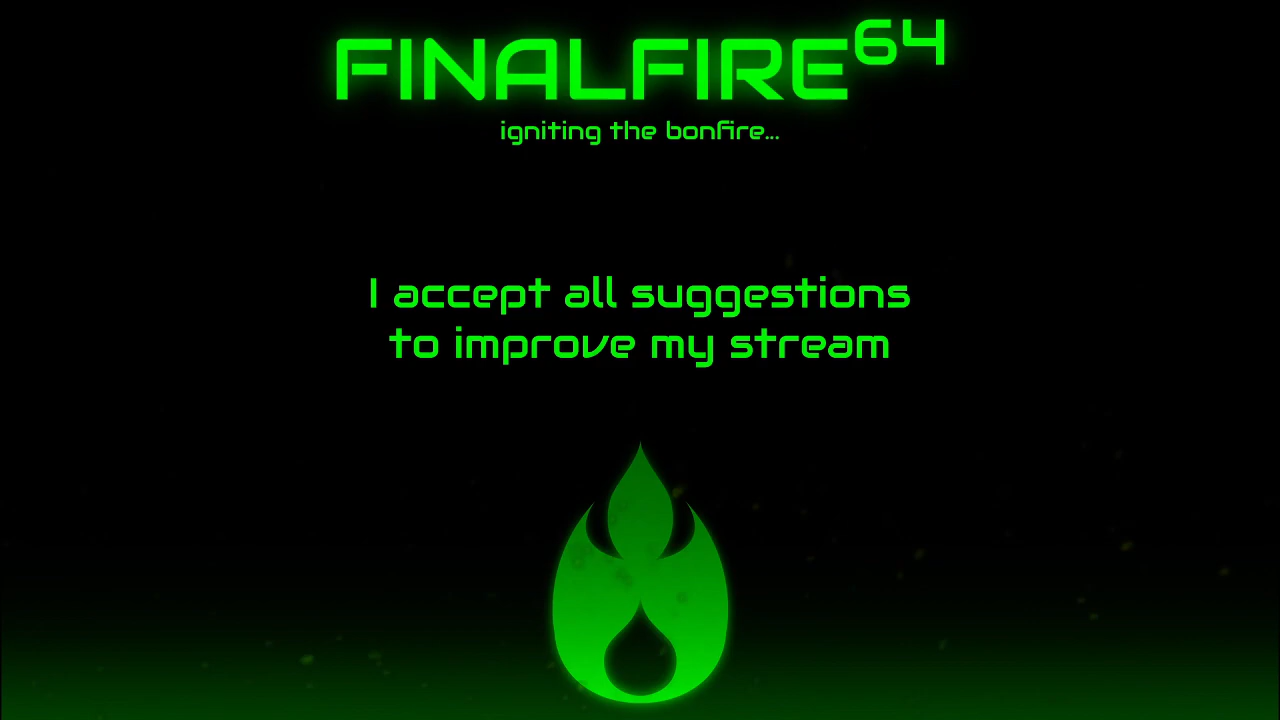 FINALFIRE64
igniting the bonfire...
I accept all suggestions
to improve my stream